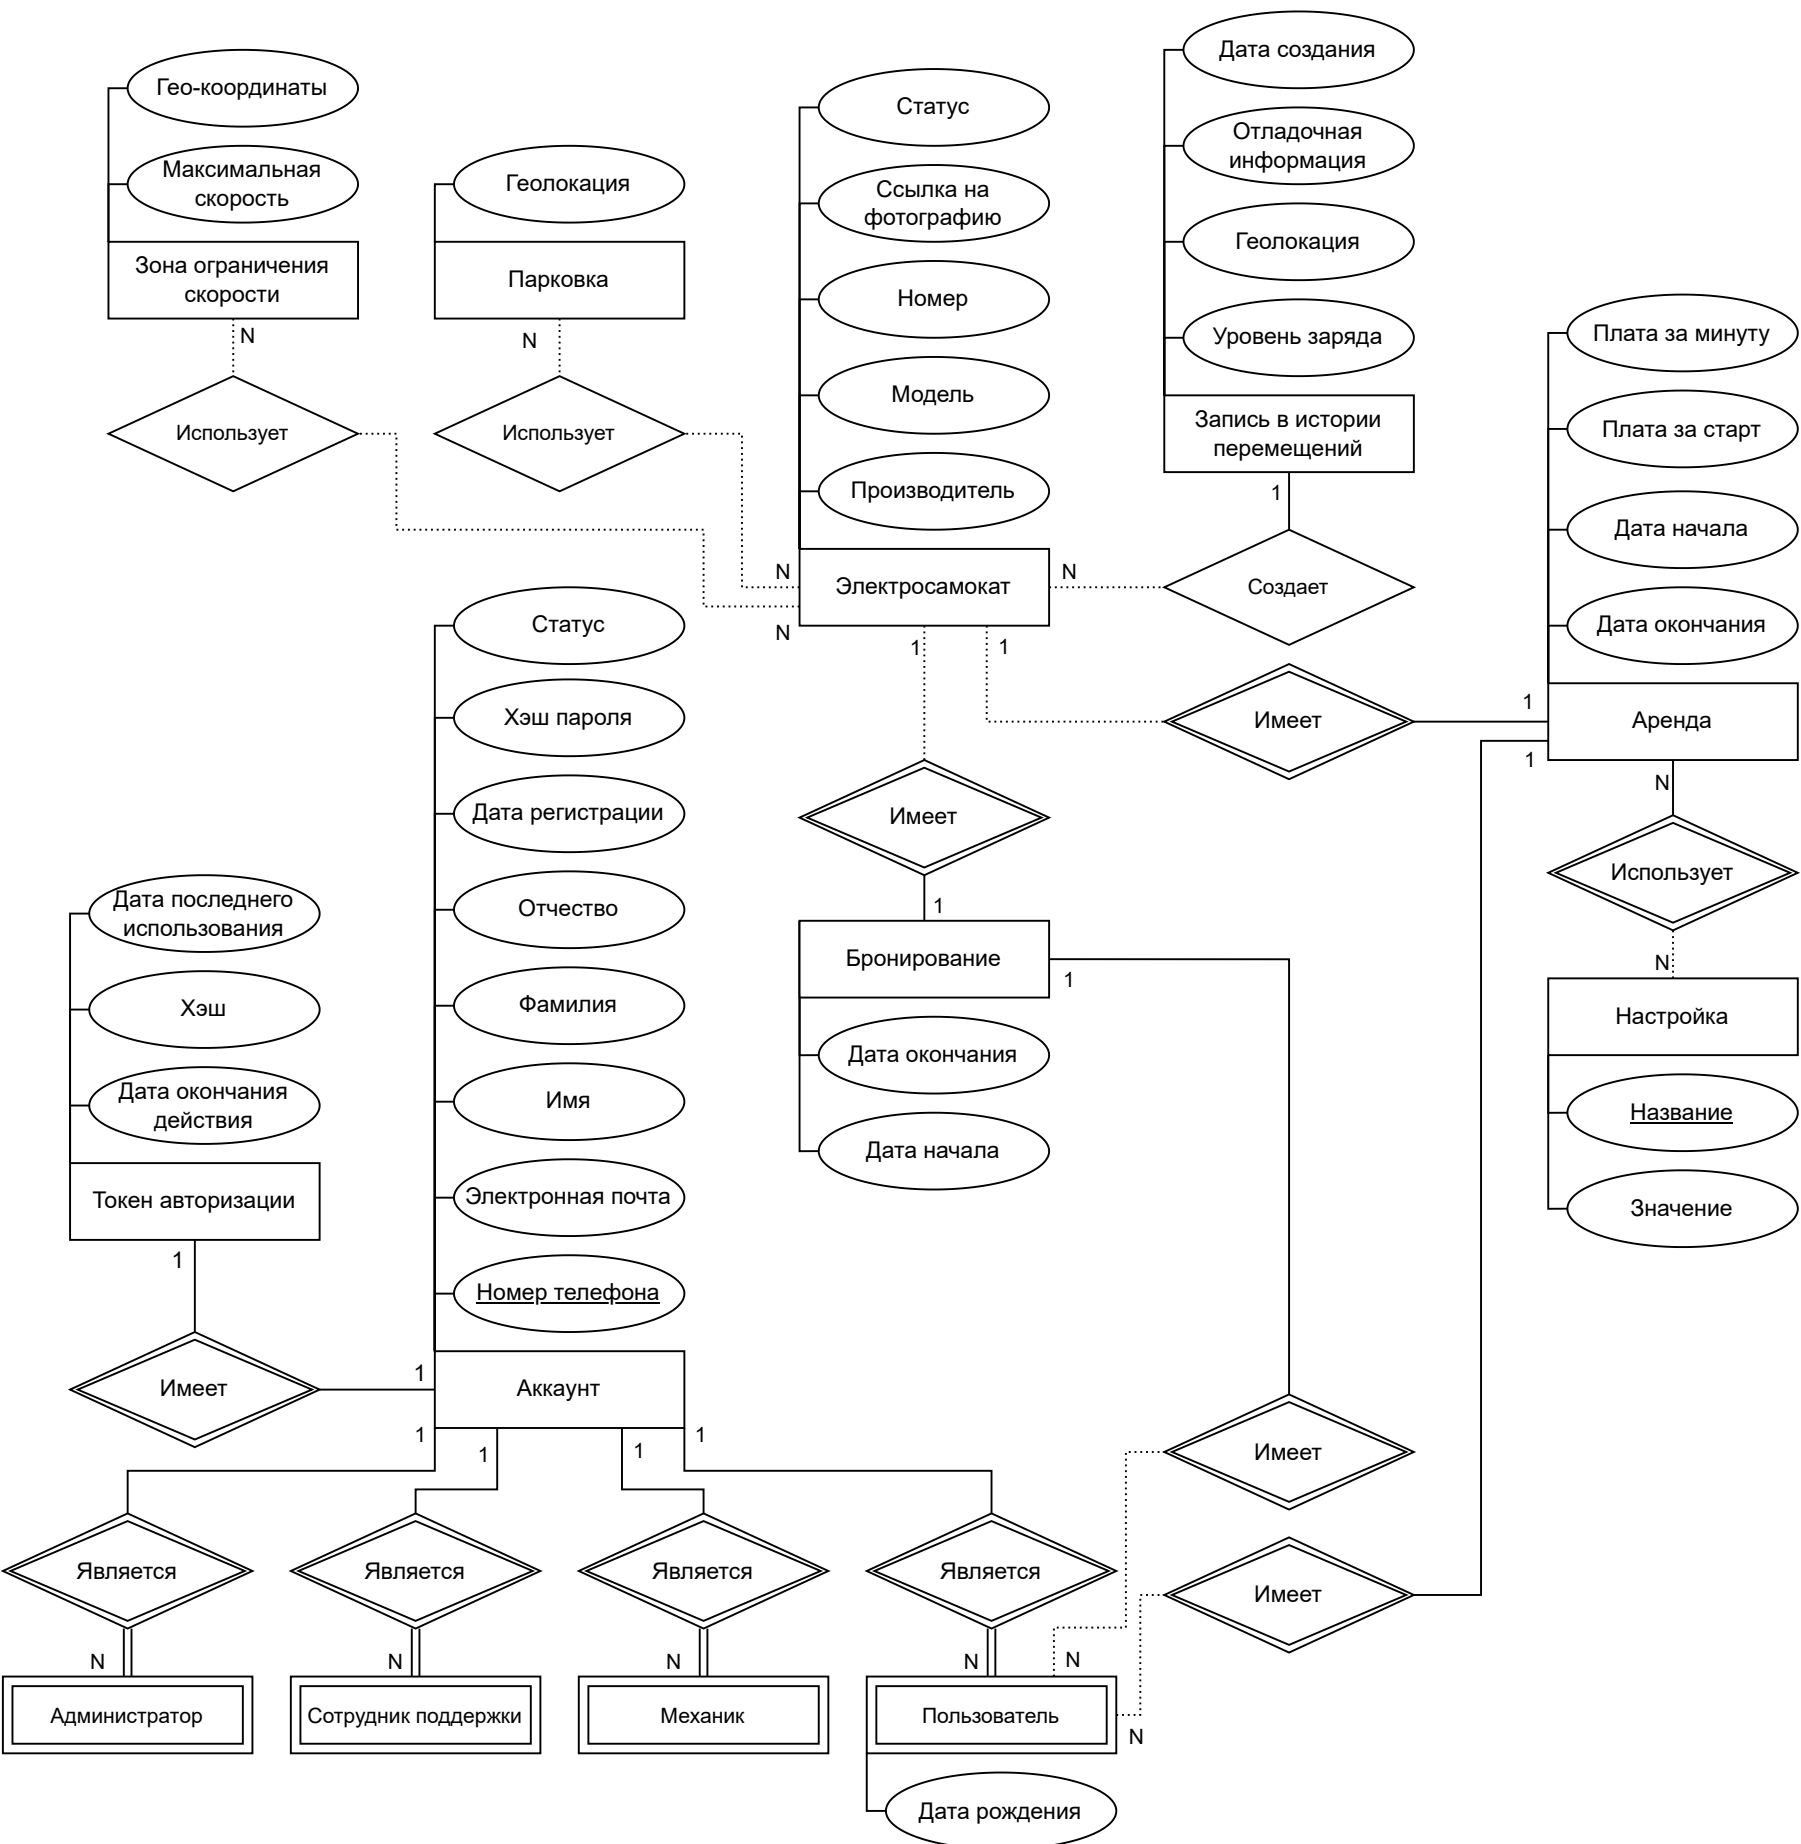 Гео-координаты
Максимальная
скорость
Зона ограничения
скорости
N
Использует
Геолокация
Парковка
N
Использует
Статус
Ссылка на
фотографию
Номер
Модель
Производитель
N
Электросамокат
N
N
1
1
Дата создания
Отладочная
информация
Геолокация
Уровень заряда
Запись в истории
перемещений
1
Создает
Плата за минуту
Плата за старт
Дата начала
Дата окончания
Имеет
1
Аренда
1
N
Использует
N
Настройка
Название
Значение
Имеет
1
Бронирование
1
Дата окончания
Дата начала
Статус
Хэш пароля
Дата регистрации
Отчество
Фамилия
Имя
Электронная почта
Номер телефона
Дата последнего
использования
Хэш
Дата окончания
действия
Токен авторизации
1
Имеет
1
Аккаунт
1
1
1
1
Является
Является
Является
Является
Имеет
Имеет
N
N
N
N
N
N
Администратор
Сотрудник поддержки
Механик
Пользователь
Дата рождения